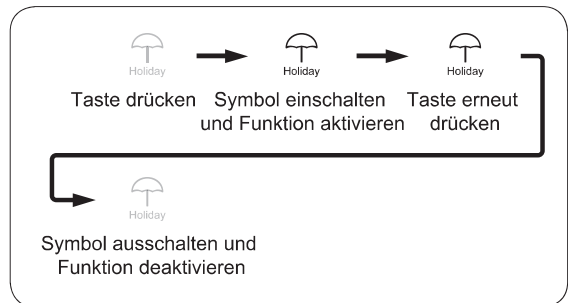 Holiday
Holiday
Holiday
Taste drücken
Symbol einschalten
und Funktion aktivieren
Taste erneut
drücken
Holiday
Symbol ausschalten und
Funktion deaktivieren